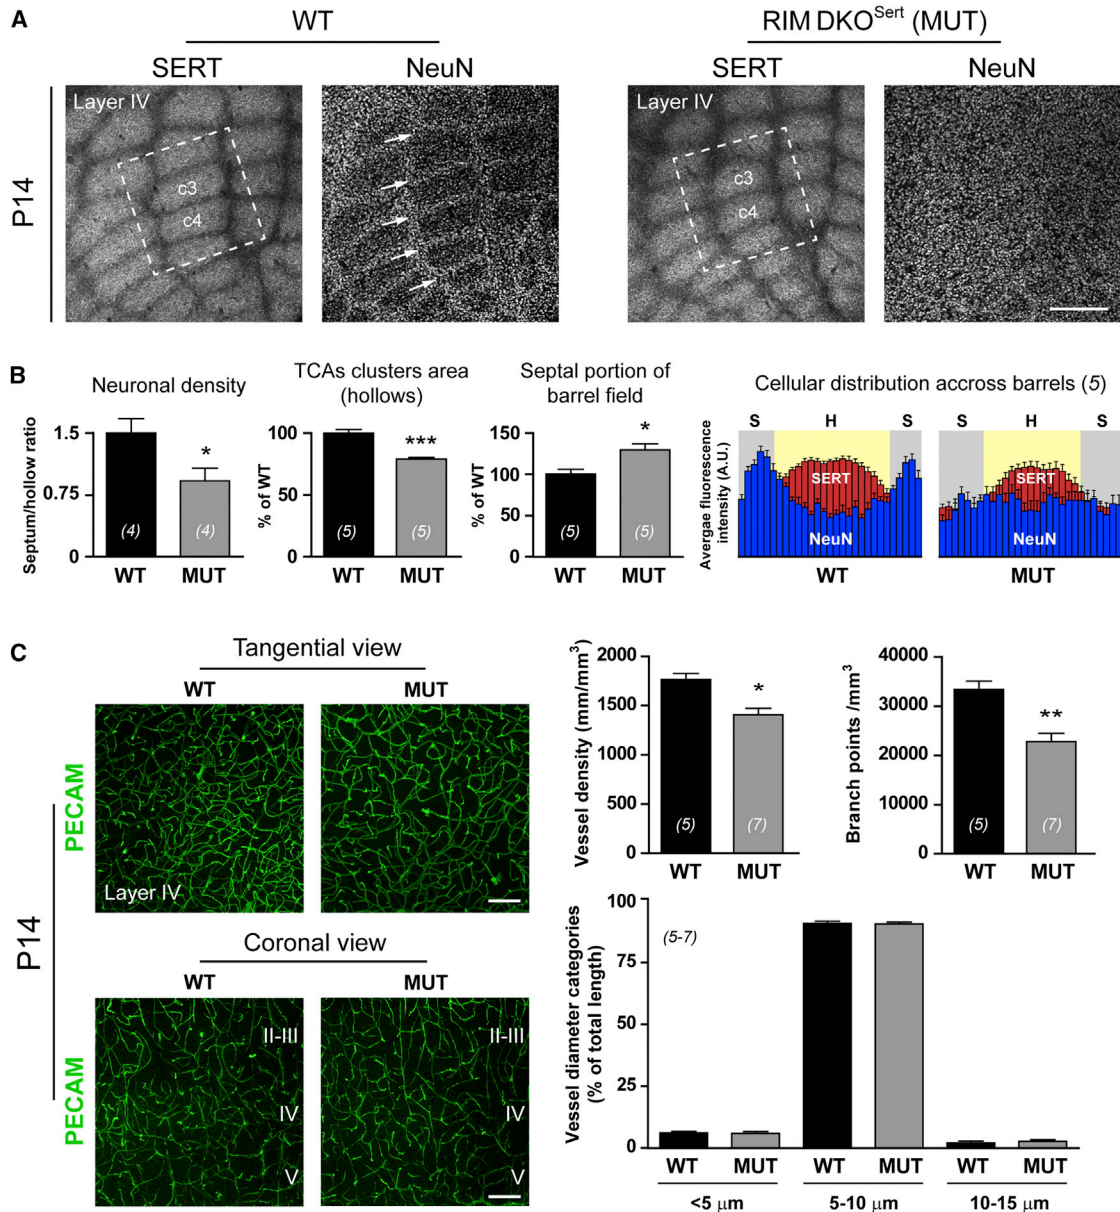 A
WT
RIM DKO^Sert (MUT)
SERT
NeuN
SERT
NeuN
P14
Layer IV
c3
c4
Layer IV
c3
c4
B
Neuronal density
Septum/hollow ratio
1.5
0.75
0
*
(4)
(4)
WT
MUT
TCAs clusters area
(hollows)
% of WT
100
50
0
***
(5)
(5)
WT
MUT
Septal portion of
barrel field
% of WT
150
100
50
0
*
(5)
(5)
WT
MUT
Cellular distribution accross barrels (5)
Avergae fluorescence
intensity (A.U.)
S
H
S
SERT
NeuN
WT
S
H
S
SERT
NeuN
MUT
C
Tangential view
WT
MUT
P14
PECAM
Layer IV
Coronal view
WT
MUT
PECAM
II-III
IV
V
II-III
IV
V
Vessel density (mm/mm³)
2000
1500
1000
500
0
*
(5)
(7)
WT
MUT
Branch points /mm³
40000
30000
20000
10000
0
**
(5)
(7)
WT
MUT
Vessel diameter categories
(% of total length)
100
75
50
25
0
(5-7)
WT
MUT
WT
MUT
WT
MUT
<5 µm
5-10 µm
10-15 µm